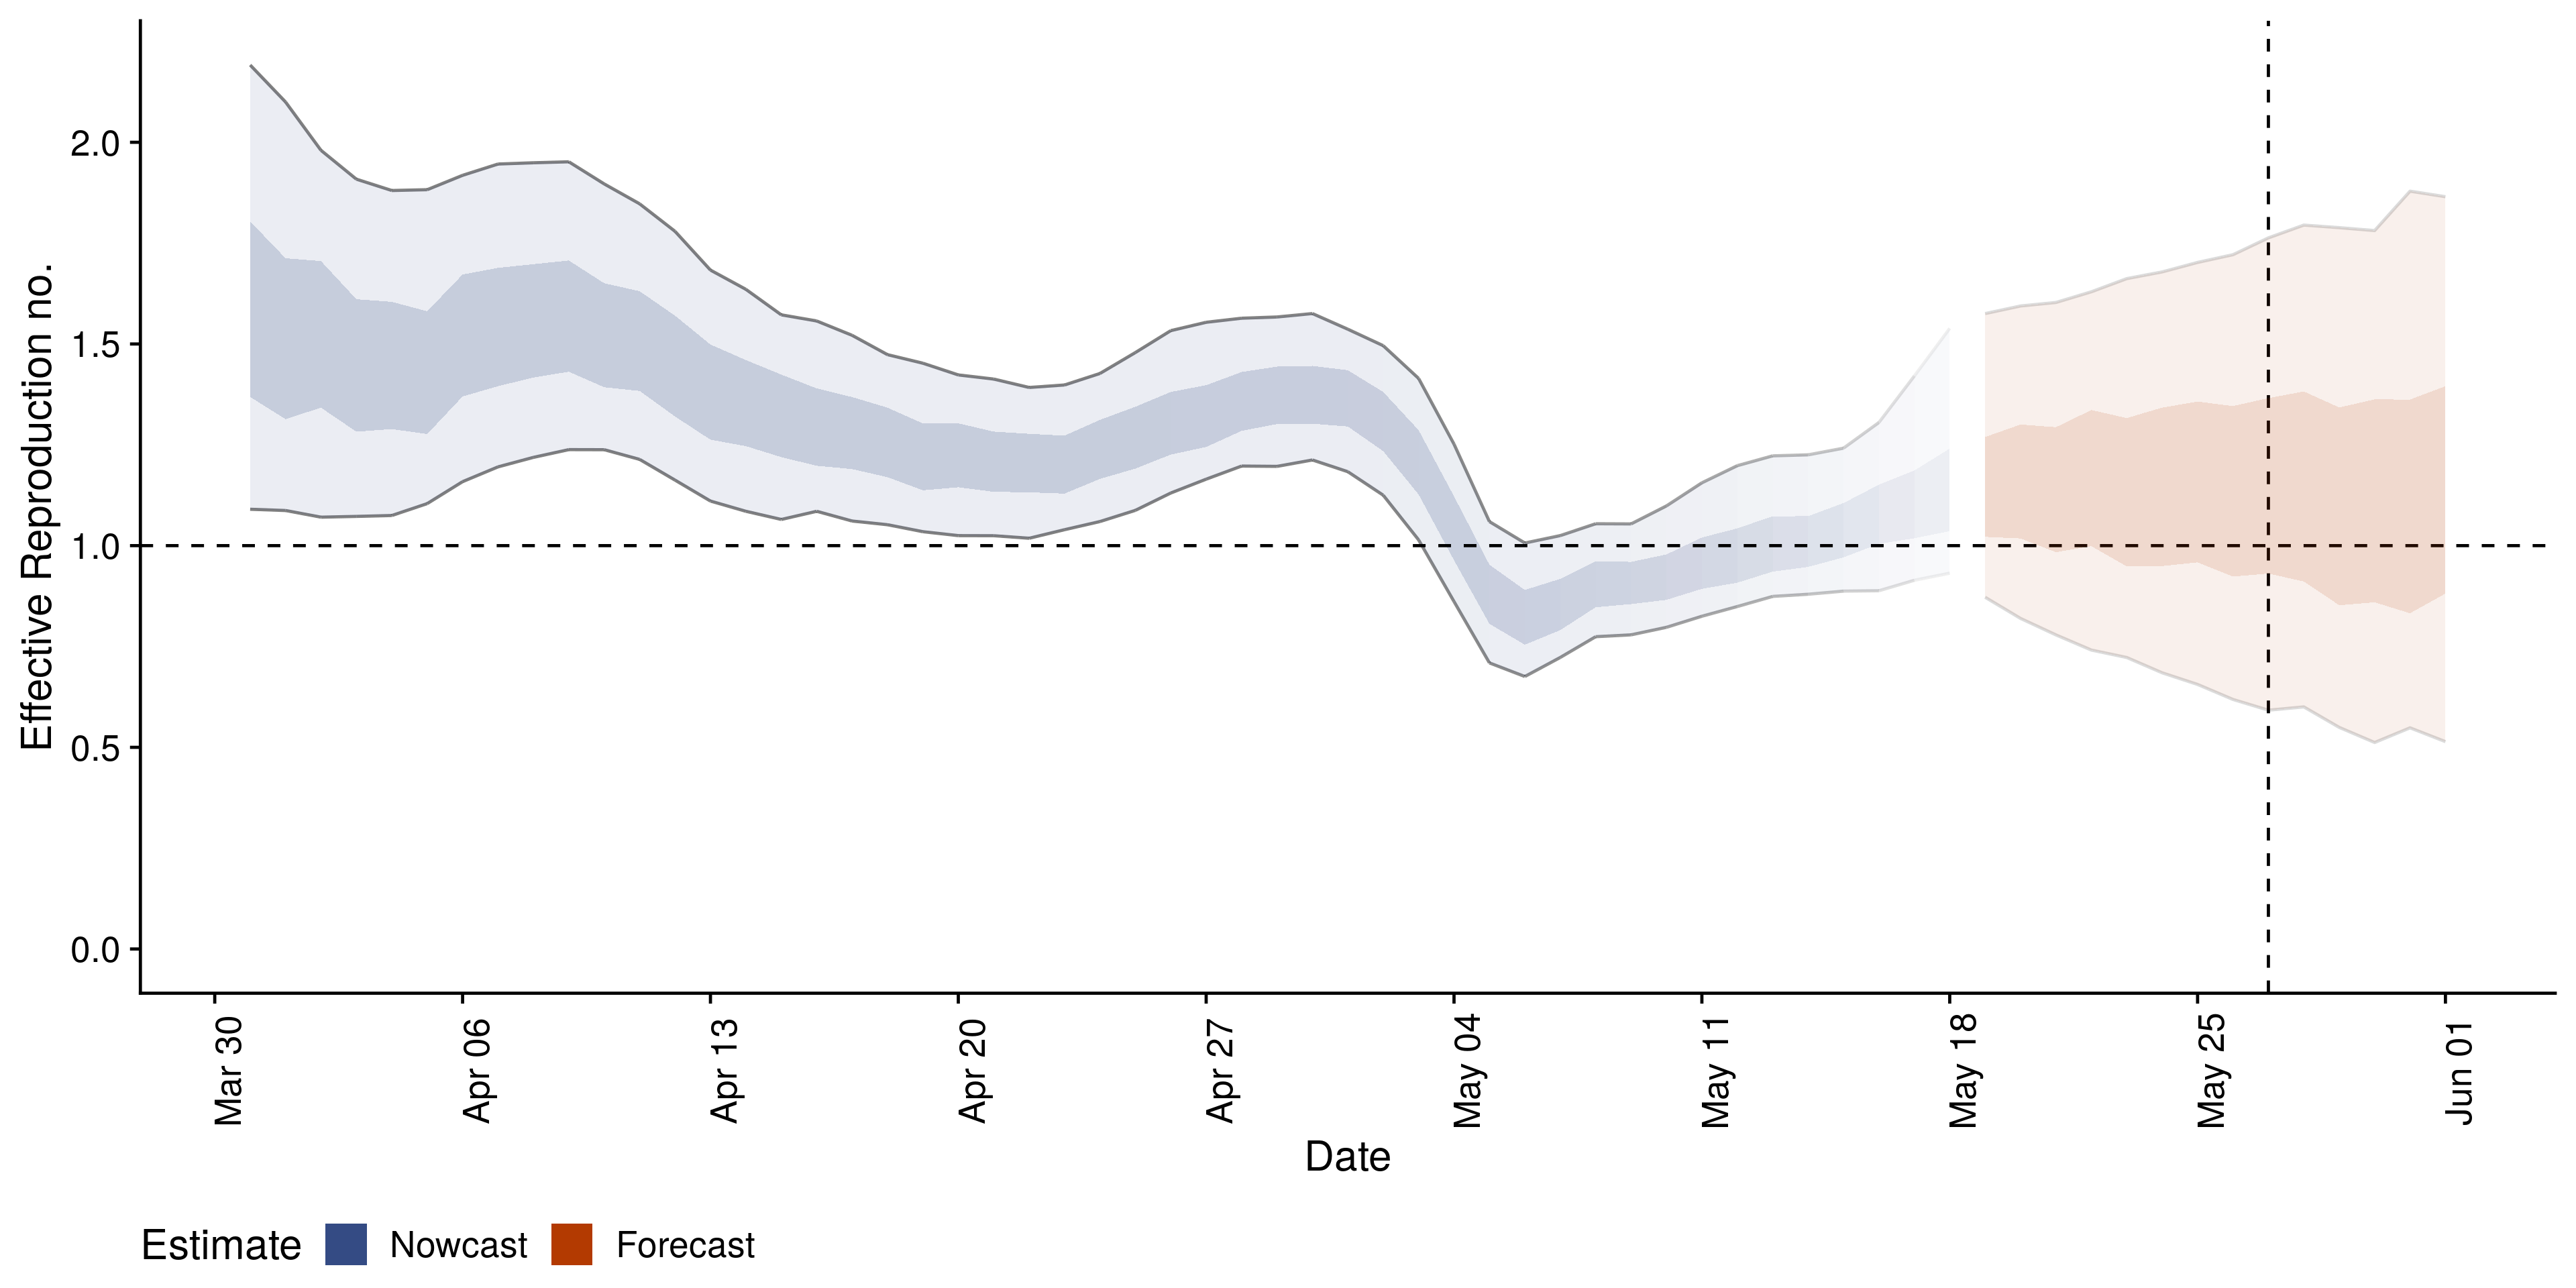 Effective Reproduction no.
2.0
1.5
1.0
0.5
0.0
Mar 30
Apr 06
Apr 13
Apr 20
Apr 27
May 04
May 11
May 18
May 25
Jun 01
Date
Estimate Nowcast Forecast